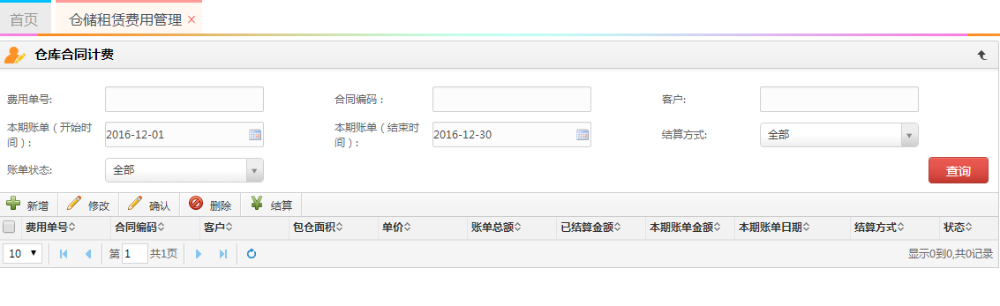 首页 仓储租赁费用管理 ×
仓库合同计费
费用单号: 合同编码: 客户:
本期账单(开始时间): 2016-12-01 本期账单(结束时间): 2016-12-30 结算方式: 全部
账单状态: 全部 查询
新增 修改 确认 删除 结算
费用单号 合同编码 客户 包仓面积 单价 账单总额 已结算金额 本期账单金额 本期账单日期 结算方式 状态
10 第 1 共1页 显示0到0,共0记录